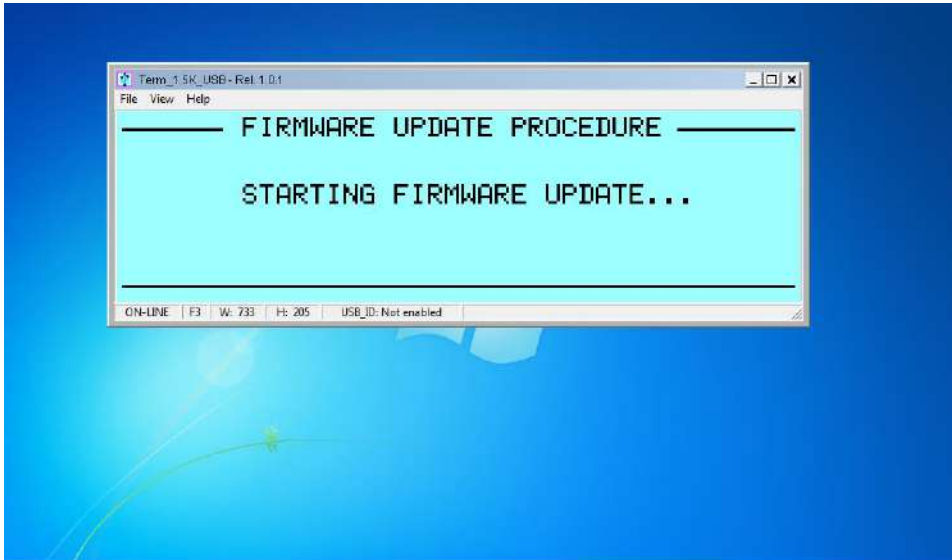 Term_1.5K_USB - Rel. 1.0.1
File View Help
FIRMWARE UPDATE PROCEDURE
STARTING FIRMWARE UPDATE...
ON-LINE F3 W: 733 H: 205 USB_ID: Not enabled